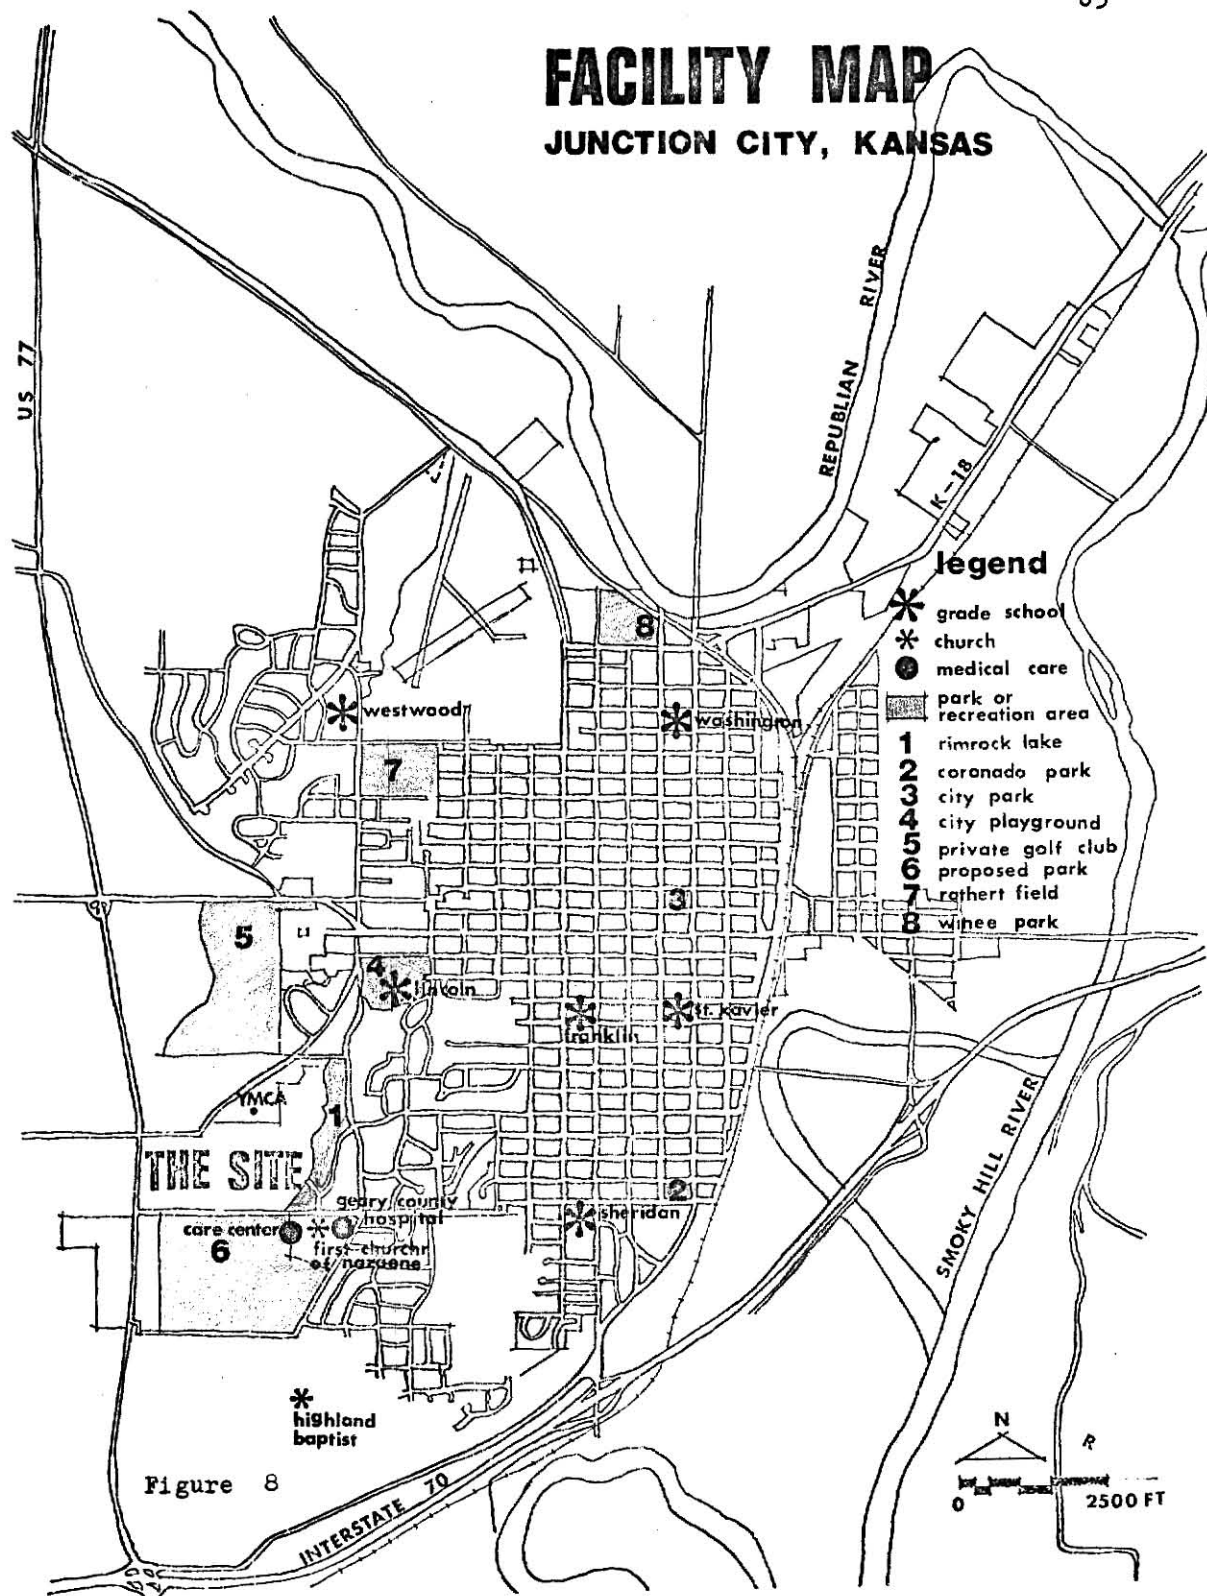 FACILITY MAP
JUNCTION CITY, KANSAS
US 77
REPUBLIAN RIVER
K-18
legend
grade school
church
medical care
park or
recreation area
1 rimrock lake
2 coronado park
3 city park
4 city playground
5 private golf club
6 proposed park
7 rathert field
8 winee park
8
westwood
washington
7
3
5
4
lincoln
franklin
st. xavier
YMCA
1
THE SITE
2
sheridan
geary county
hospital
care center
6
first church
of nazuene
SMOKY HILL RIVER
highland
baptist
Figure 8
INTERSTATE 70
N
R
0 2500 FT